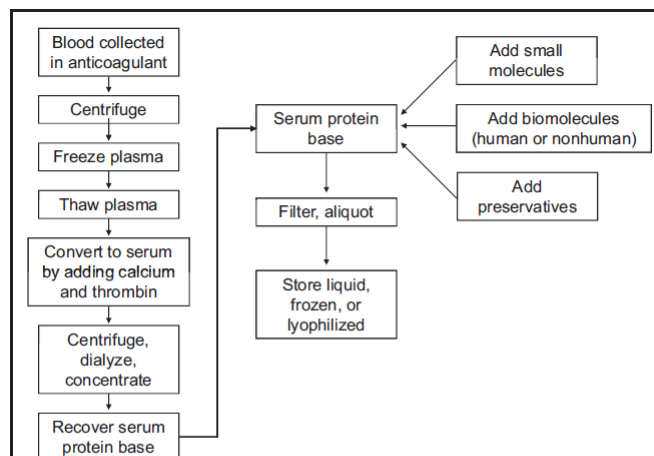 Blood collected
in anticoagulant
Centrifuge
Freeze plasma
Thaw plasma
Convert to serum
by adding calcium
and thrombin
Centrifuge,
dialyze,
concentrate
Recover serum
protein base
Serum protein
base
Filter, aliquot
Store liquid,
frozen, or
lyophilized
Add small
molecules
Add biomolecules
(human or nonhuman)
Add
preservatives